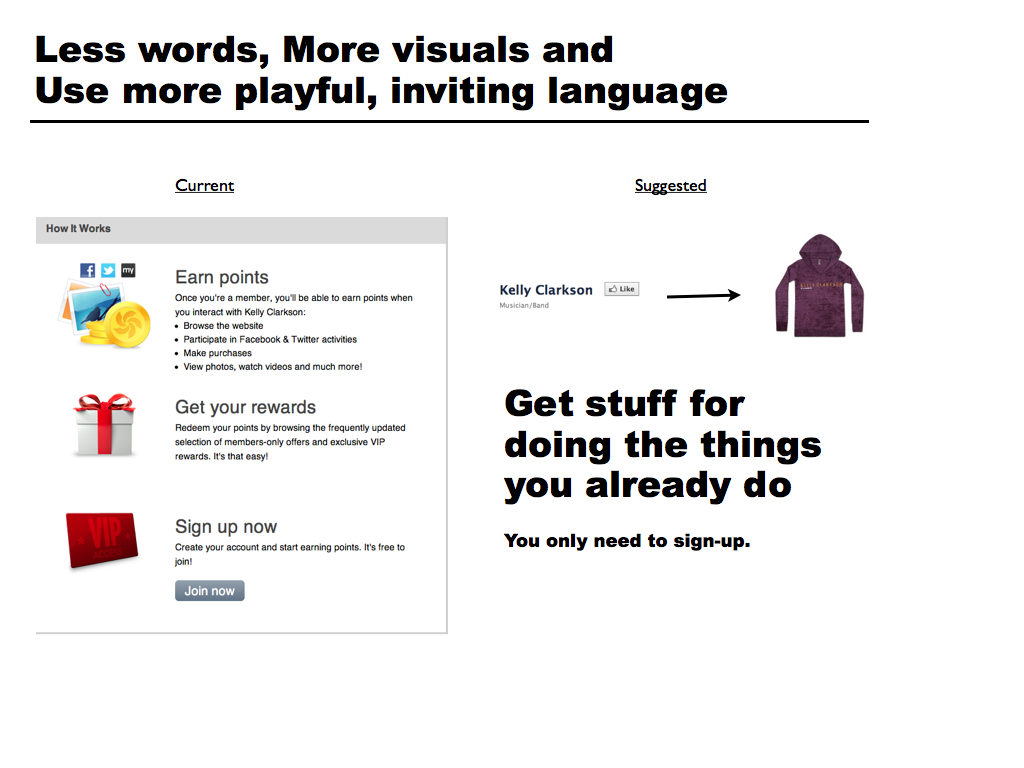 Less words, More visuals and
Use more playful, inviting language
Current
Suggested
How It Works
my
Earn points
Once you're a member, you'll be able to earn points when
you interact with Kelly Clarkson:
• Browse the website
• Participate in Facebook & Twitter activities
• Make purchases
• View photos, watch videos and much more!
Get your rewards
Redeem your points by browsing the frequently updated
selection of members-only offers and exclusive VIP
rewards. It's that easy!
VIP
Sign up now
Create your account and start earning points. It's free to
join!
Join now
Kelly Clarkson
Like
Musician/Band
KELLY CLARKSON
Get stuff for
doing the things
you already do
You only need to sign-up.